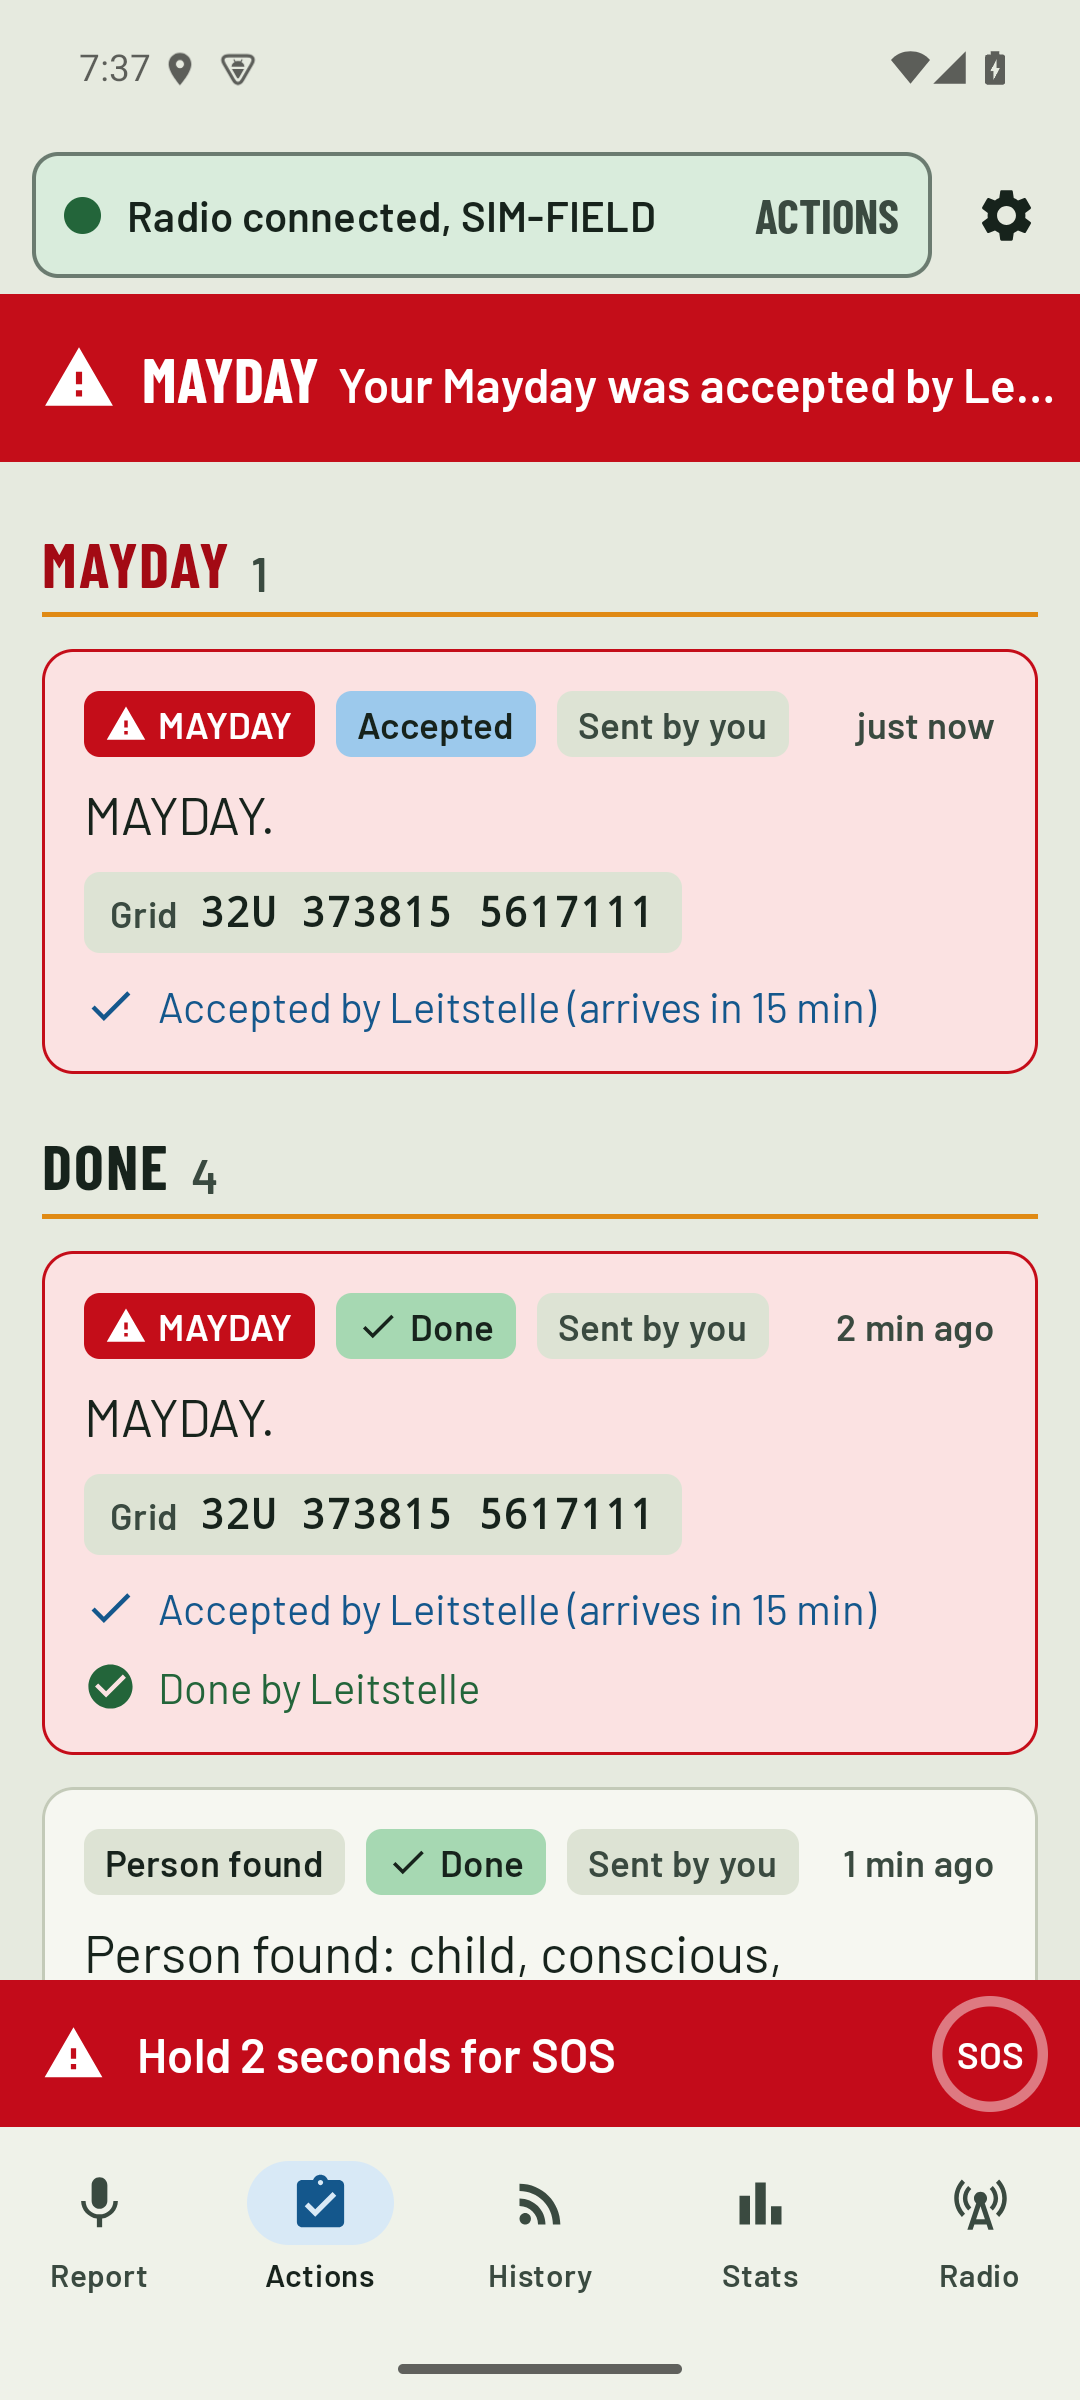 7:37
Radio connected, SIM-FIELD ACTIONS
MAYDAY Your Mayday was accepted by Le...
MAYDAY 1
MAYDAY Accepted Sent by you just now
MAYDAY.
Grid 32U 373815 5617111
Accepted by Leitstelle (arrives in 15 min)
DONE 4
MAYDAY Done Sent by you 2 min ago
MAYDAY.
Grid 32U 373815 5617111
Accepted by Leitstelle (arrives in 15 min)
Done by Leitstelle
Person found Done Sent by you 1 min ago
Person found: child, conscious,
Hold 2 seconds for SOS SOS
Report Actions History Stats Radio